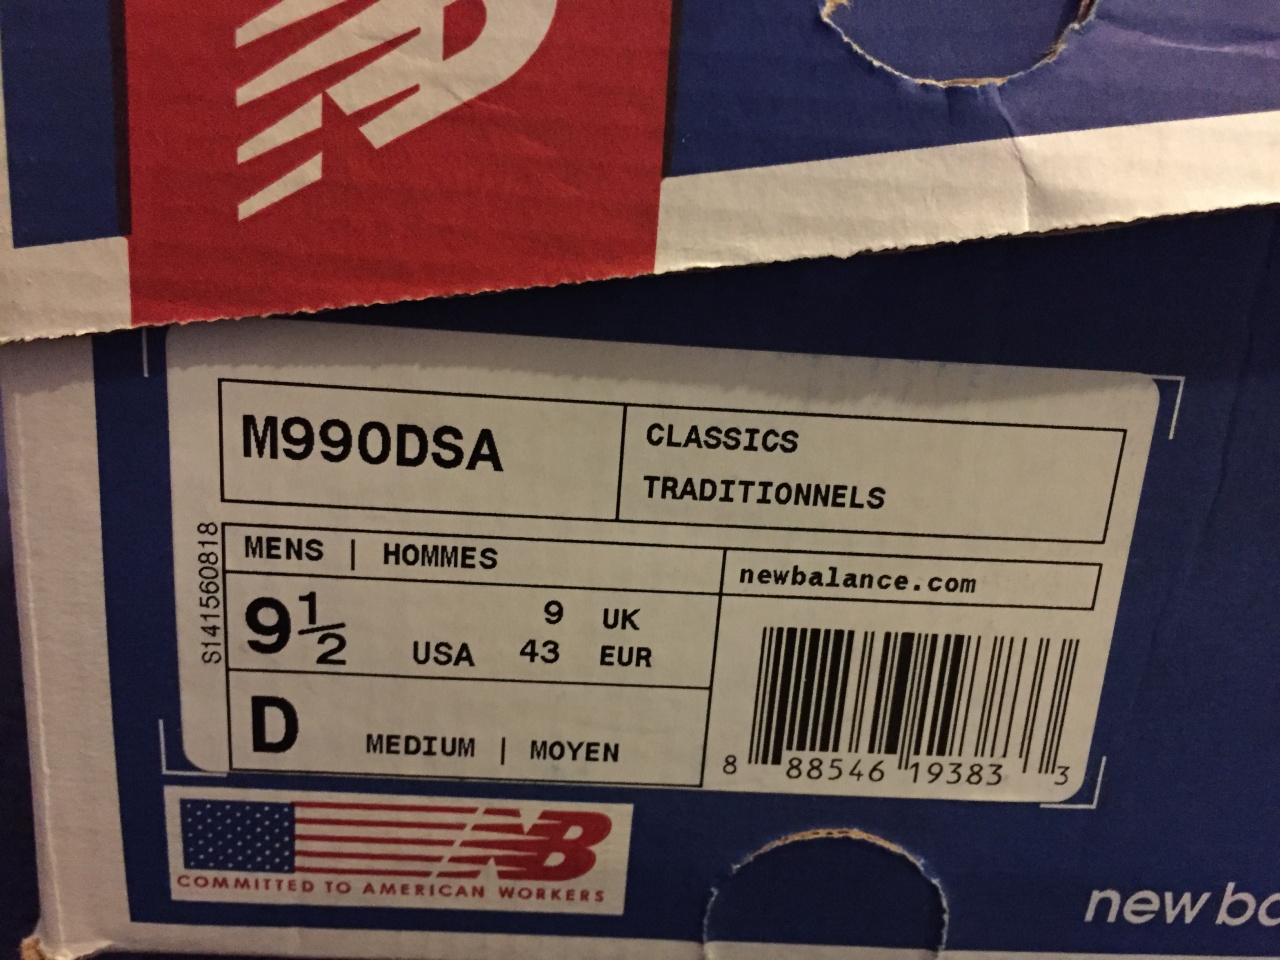 M990DSA
CLASSICS
TRADITIONNELS
S141560818
MENS | HOMMES
newbalance.com
9½ USA
9 UK
43 EUR
D MEDIUM | MOYEN
8 88546 19383 3
NB
COMMITTED TO AMERICAN WORKERS
new ba